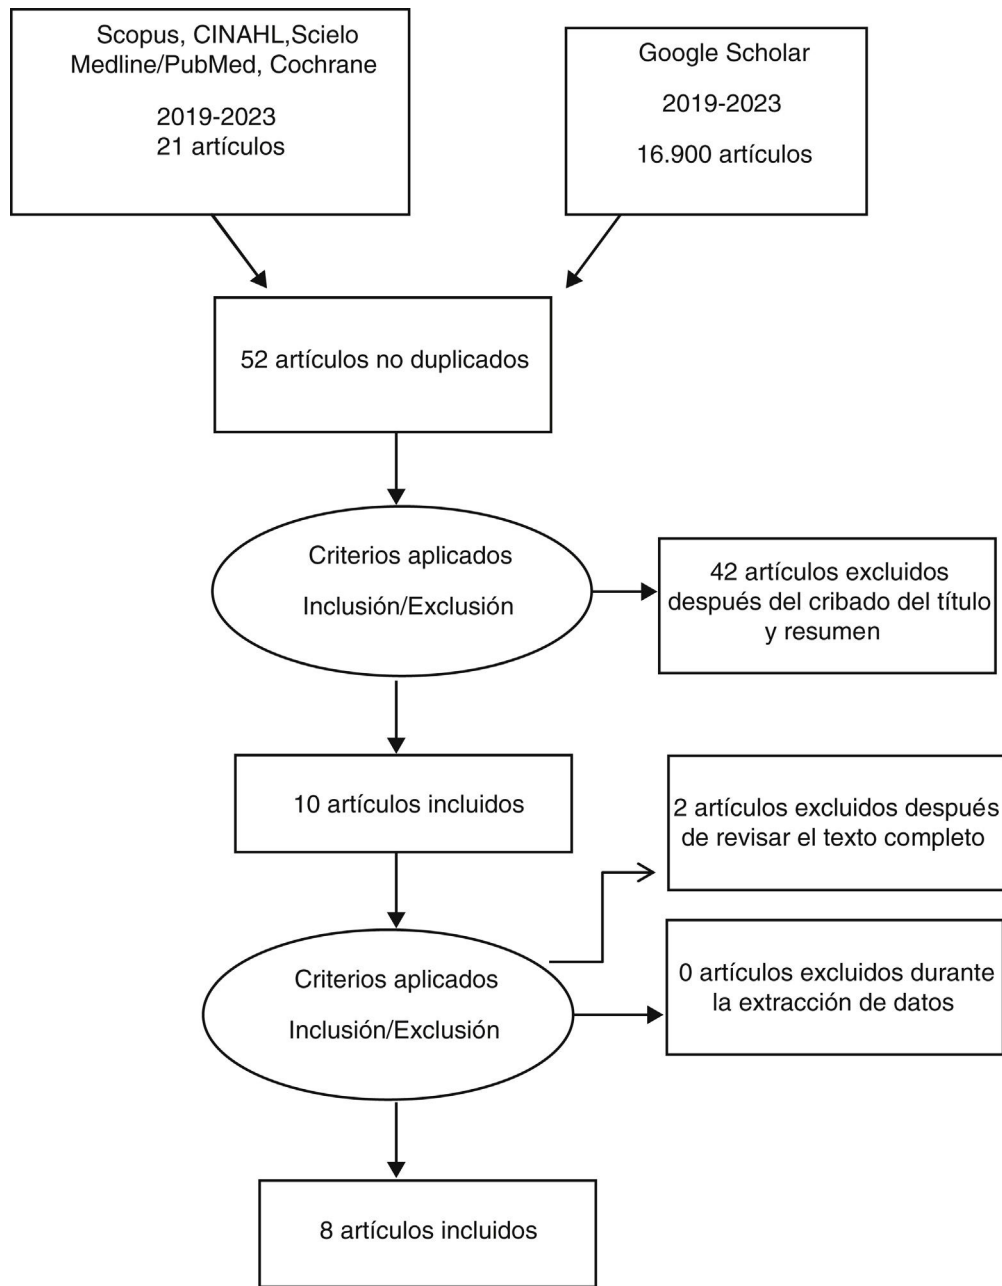 Scopus, CINAHL,Scielo
Medline/PubMed, Cochrane
2019-2023
21 artículos
Google Scholar
2019-2023
16.900 artículos
52 artículos no duplicados
Criterios aplicados
Inclusión/Exclusión
42 artículos excluidos
después del cribado del título
y resumen
10 artículos incluidos
2 artículos excluidos después
de revisar el texto completo
Criterios aplicados
Inclusión/Exclusión
0 artículos excluidos durante
la extracción de datos
8 artículos incluidos